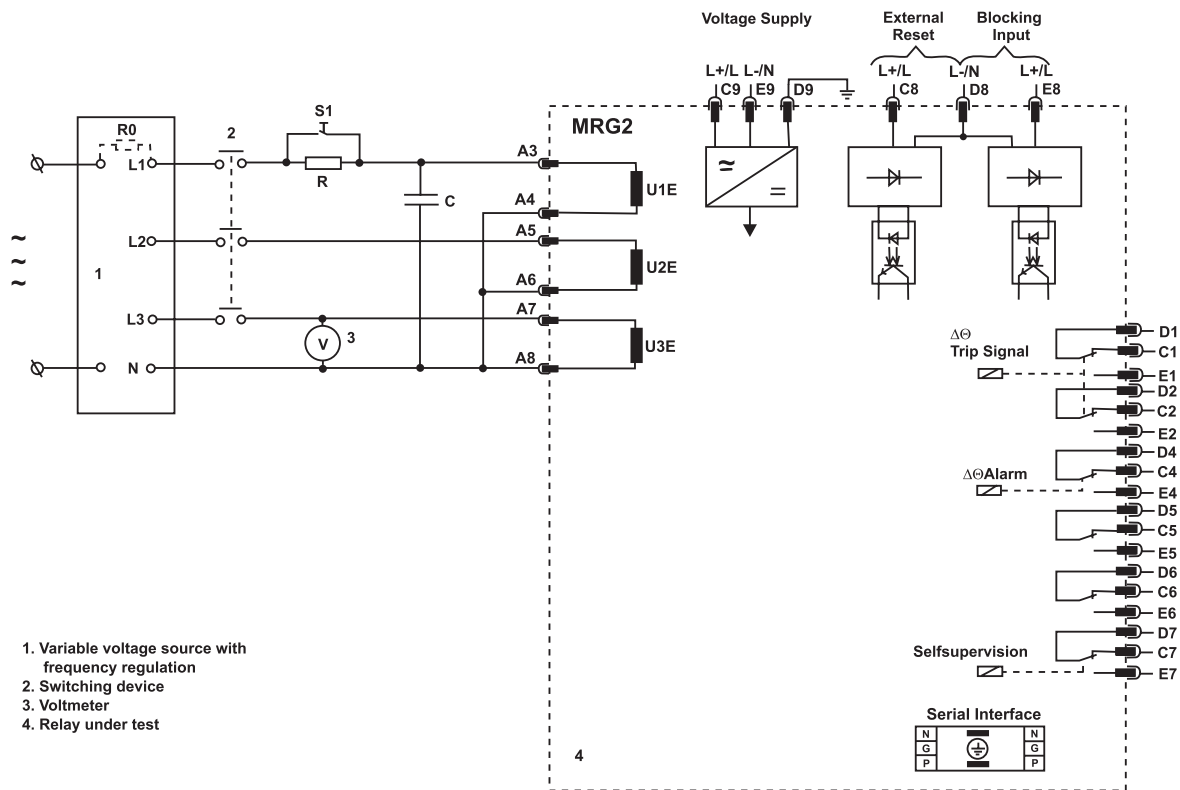 Voltage Supply
External
Reset
Blocking
Input
L+/L L-/N
C9 E9 D9
L+/L L-/N L+/L
C8 D8 E8
MRG2
R0
L1
2
S1
R
C
A3
A4
U1E
A5
L2
~
~
~
1
A6
U2E
A7
L3
V
3
U3E
N
A8
~
=
ΔΘ
Trip Signal
D1
C1
E1
D2
C2
E2
D4
C4
ΔΘAlarm
E4
D5
C5
E5
D6
C6
E6
D7
C7
Selfsupervision
E7
1. Variable voltage source with
frequency regulation
2. Switching device
3. Voltmeter
4. Relay under test
4
Serial Interface
N N
G G
P P